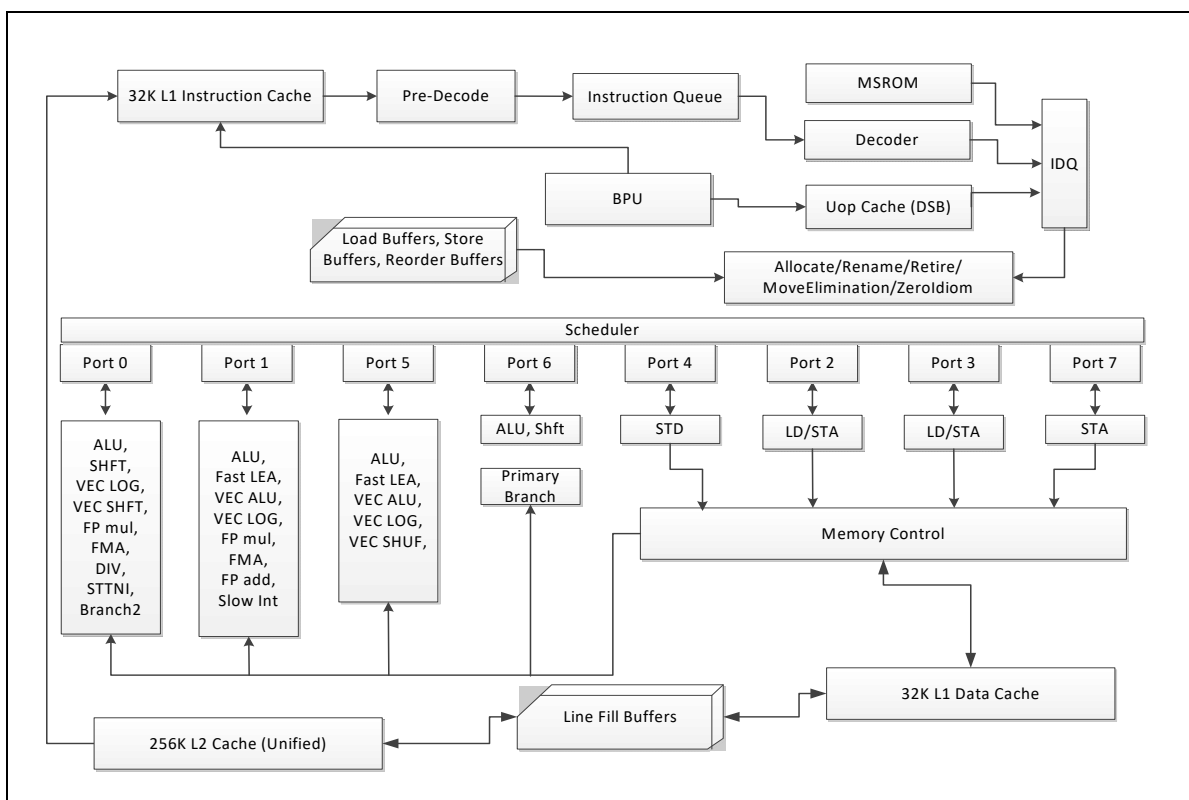 32K L1 Instruction Cache
Pre-Decode
Instruction Queue
MSROM
Decoder
IDQ
BPU
Uop Cache (DSB)
Load Buffers, Store
Buffers, Reorder Buffers
Allocate/Rename/Retire/
MoveElimination/ZeroIdiom
Scheduler
Port 0
Port 1
Port 5
Port 6
Port 4
Port 2
Port 3
Port 7
ALU,
SHFT,
VEC LOG,
VEC SHFT,
FP mul,
FMA,
DIV,
STTNI,
Branch2
ALU,
Fast LEA,
VEC ALU,
VEC LOG,
FP mul,
FMA,
FP add,
Slow Int
ALU,
Fast LEA,
VEC ALU,
VEC LOG,
VEC SHUF,
ALU, Shft
Primary
Branch
STD
LD/STA
LD/STA
STA
Memory Control
32K L1 Data Cache
Line Fill Buffers
256K L2 Cache (Unified)